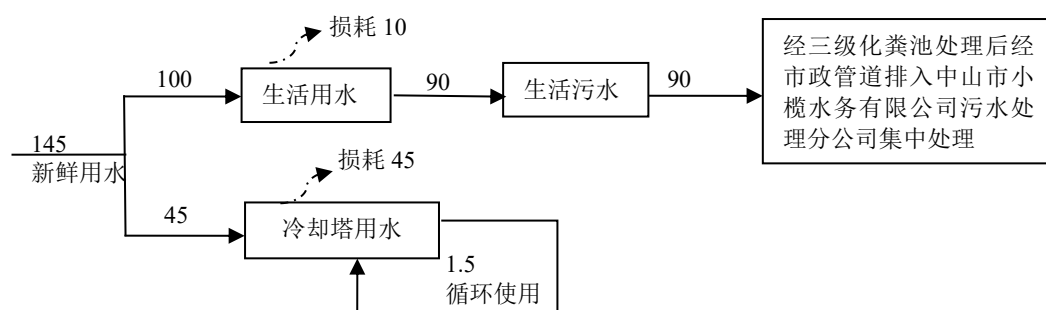 损耗 10
100
生活用水
90
生活污水
90
经三级化粪池处理后经
市政管道排入中山市小
榄水务有限公司污水处
理分公司集中处理
145
新鲜用水
损耗 45
45
冷却塔用水
1.5
循环使用